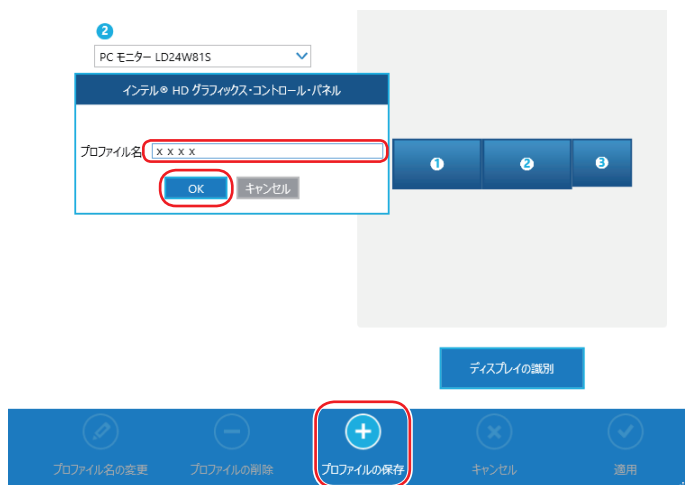 2
PC モニター LD24W81S
インテル® HD グラフィックス・コントロール・パネル
プロファイル名 x x x x
OK キャンセル
1 2 3
ディスプレイの識別
プロファイル名の変更 プロファイルの削除 プロファイルの保存 キャンセル 適用